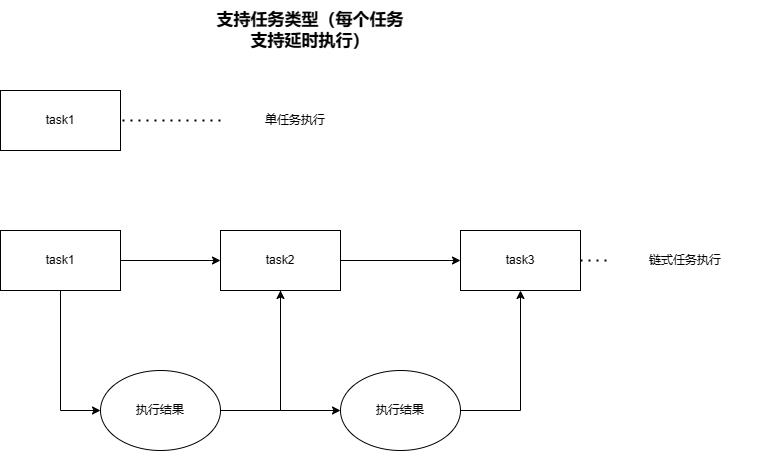 支持任务类型（每个任务
支持延时执行）
task1
单任务执行
task1
task2
task3
链式任务执行
执行结果
执行结果